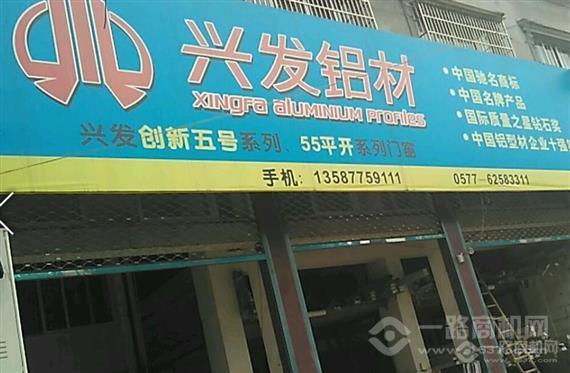 兴发铝材
XINGFA ALUMINIUM PROFILES
·中国驰名商标
·中国名牌产品
·国际质量之星钻石奖
·中国铝型材企业十强
兴发创新五号系列、55平开系列门窗
手机:13587759111
0577-62583311
一路商机网